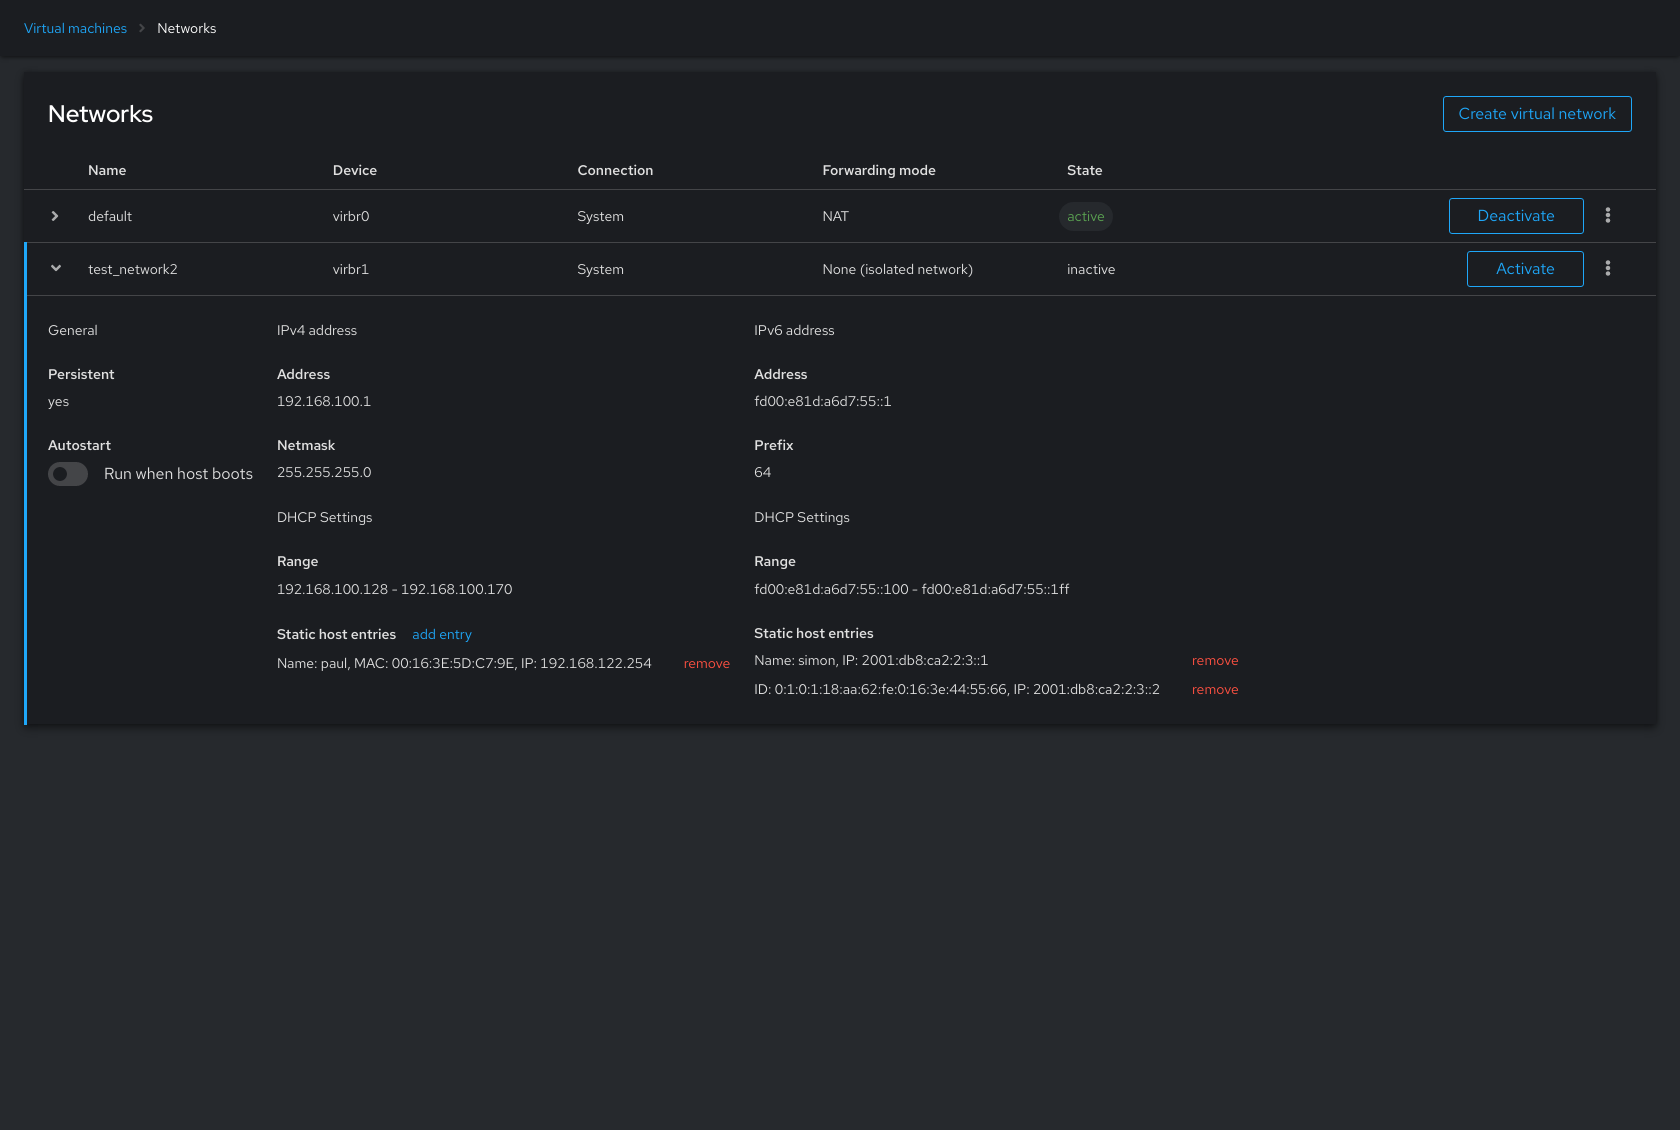 Virtual machines > Networks
Networks
Create virtual network
Name Device Connection Forwarding mode State
default virbr0 System NAT active Deactivate
test_network2 virbr1 System None (isolated network) inactive Activate
General
Persistent
yes
Autostart
Run when host boots
IPv4 address
Address
192.168.100.1
Netmask
255.255.255.0
DHCP Settings
Range
192.168.100.128 - 192.168.100.170
Static host entries add entry
Name: paul, MAC: 00:16:3E:5D:C7:9E, IP: 192.168.122.254 remove
IPv6 address
Address
fd00:e81d:a6d7:55::1
Prefix
64
DHCP Settings
Range
fd00:e81d:a6d7:55::100 - fd00:e81d:a6d7:55::1ff
Static host entries
Name: simon, IP: 2001:db8:ca2:2:3::1 remove
ID: 0:1:0:1:18:aa:62:fe:0:16:3e:44:55:66, IP: 2001:db8:ca2:2:3::2 remove